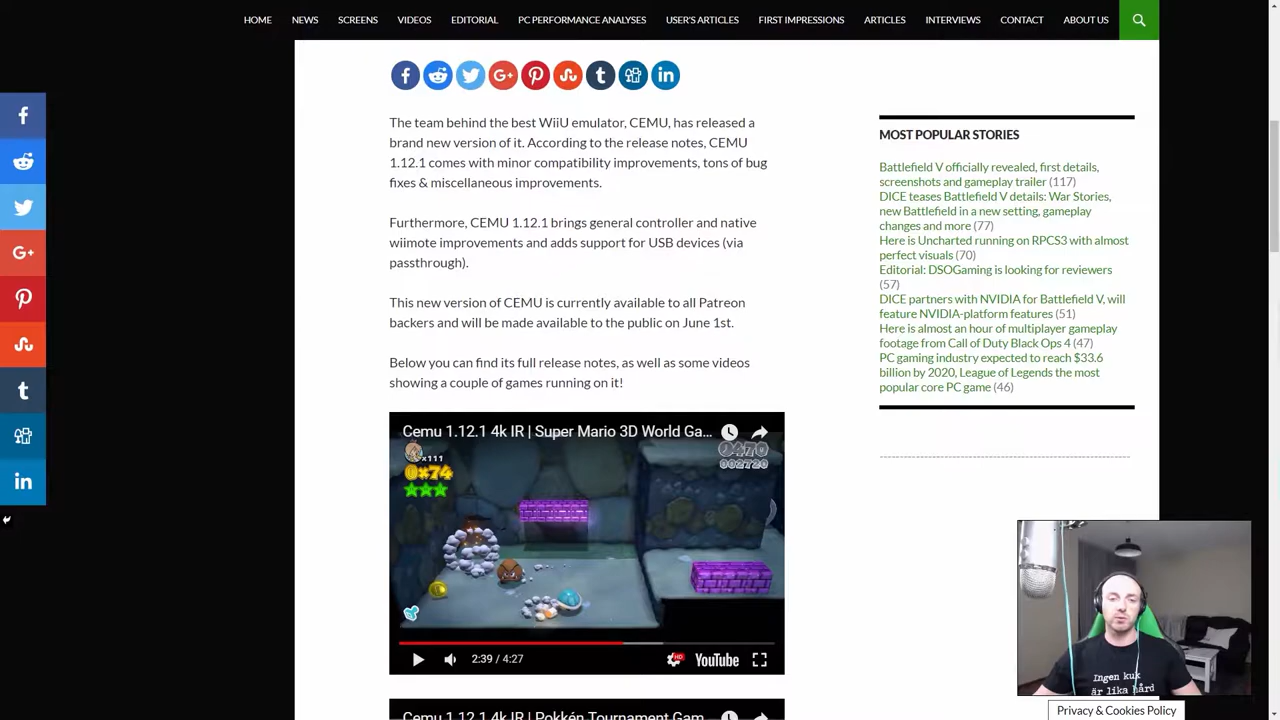 HOME NEWS SCREENS VIDEOS EDITORIAL PC PERFORMANCE ANALYSES USER'S ARTICLES FIRST IMPRESSIONS ARTICLES INTERVIEWS CONTACT ABOUT US
The team behind the best WiiU emulator, CEMU, has released a
brand new version of it. According to the release notes, CEMU
1.12.1 comes with minor compatibility improvements, tons of bug
fixes & miscellaneous improvements.
Furthermore, CEMU 1.12.1 brings general controller and native
wiimote improvements and adds support for USB devices (via
passthrough).
This new version of CEMU is currently available to all Patreon
backers and will be made available to the public on June 1st.
Below you can find its full release notes, as well as some videos
showing a couple of games running on it!
Cemu 1.12.1 4k IR | Super Mario 3D World Ga...
x111
0x74
0470
002720
2:39 / 4:27
HD
YouTube
Cemu 1.12.1 4k IR | Pokkén Tournament Gam...
MOST POPULAR STORIES
Battlefield V officially revealed, first details,
screenshots and gameplay trailer (117)
DICE teases Battlefield V details: War Stories,
new Battlefield in a new setting, gameplay
changes and more (77)
Here is Uncharted running on RPCS3 with almost
perfect visuals (70)
Editorial: DSOGaming is looking for reviewers
(57)
DICE partners with NVIDIA for Battlefield V, will
feature NVIDIA-platform features (51)
Here is almost an hour of multiplayer gameplay
footage from Call of Duty Black Ops 4 (47)
PC gaming industry expected to reach $33.6
billion by 2020, League of Legends the most
popular core PC game (46)
Ingen kuk
är lika hård
Privacy & Cookies Policy